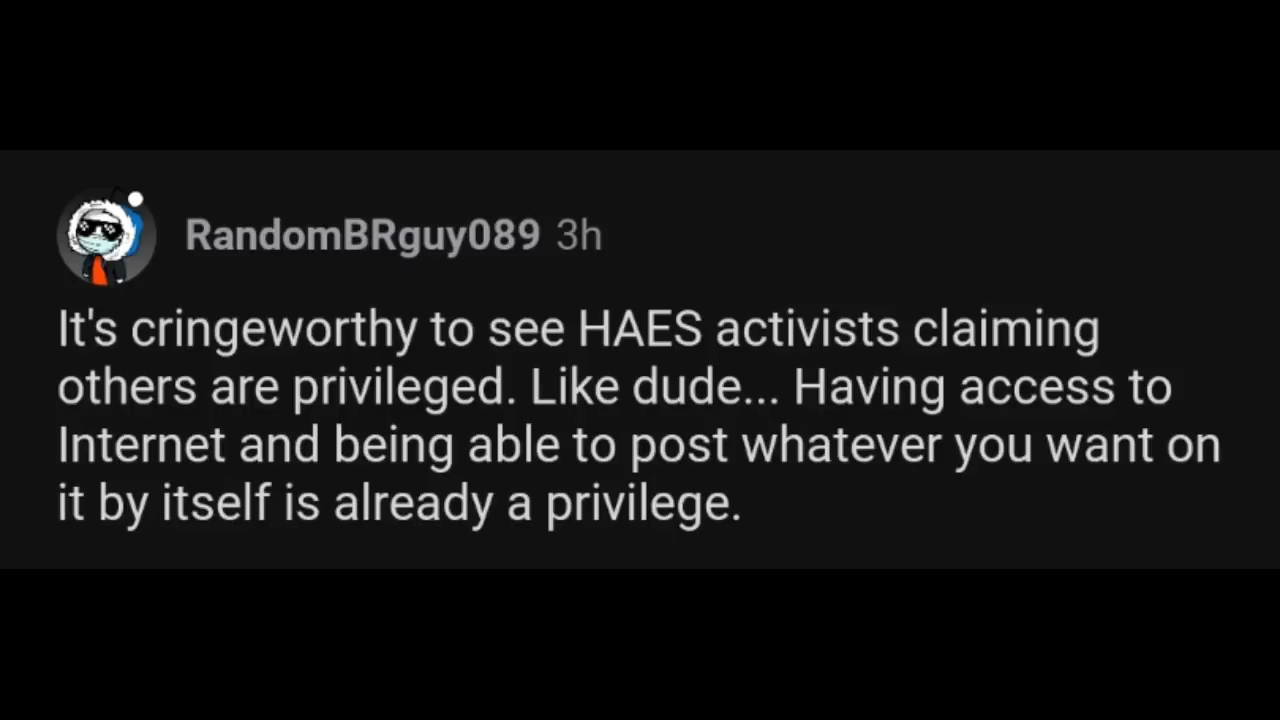 RandomBRguy089 3h
It's cringeworthy to see HAES activists claiming
others are privileged. Like dude... Having access to
Internet and being able to post whatever you want on
it by itself is already a privilege.